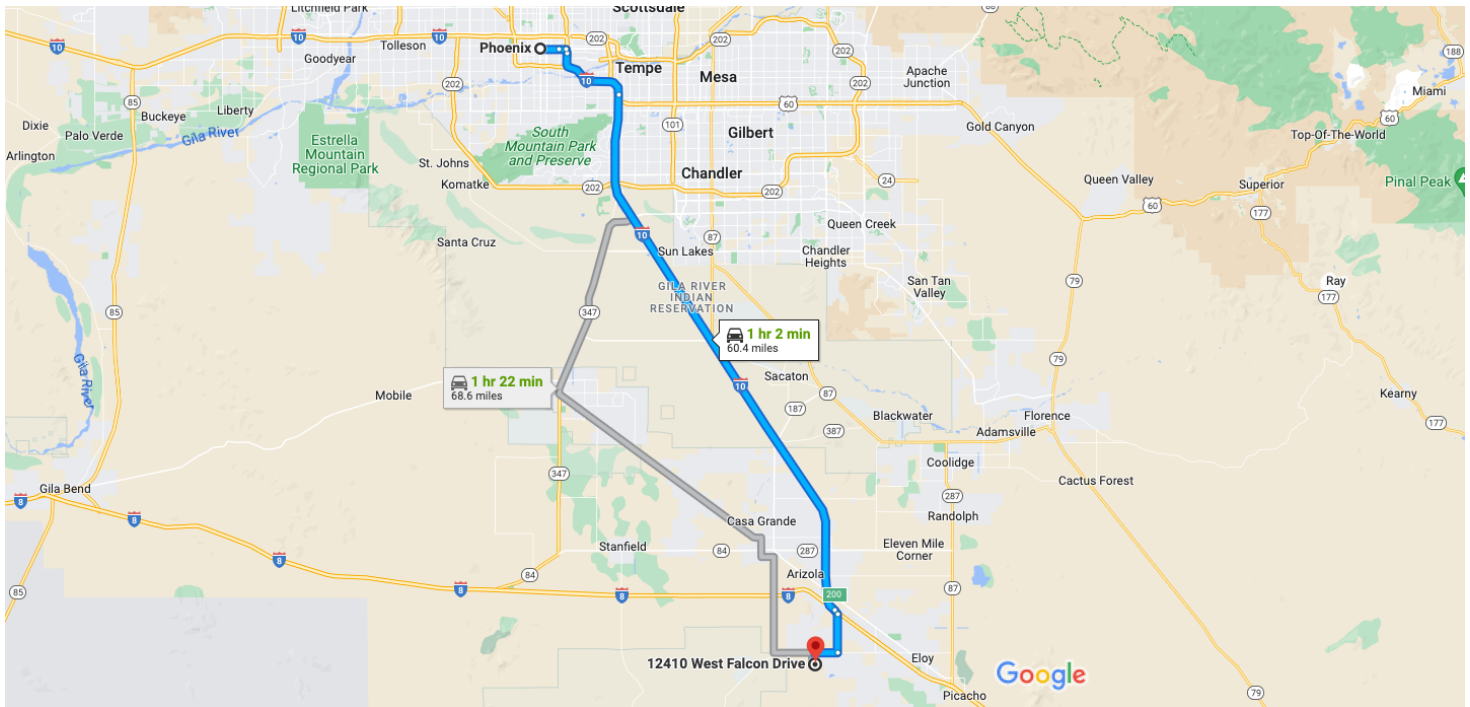 Litchfield Park
Scottsdale
10
10
Tolleson
Phoenix
202
202
188
Goodyear
Tempe
Mesa
Apache
Junction
10
202
202
Miami
85
Buckeye
Liberty
60
60
Dixie
Palo Verde
Gila River
101
Gold Canyon
Top-Of-The-World
Estrella
Mountain
Regional Park
South
Mountain Park
and Preserve
Gilbert
Arlington
St. Johns
Chandler
Komatke
202
202
24
Queen Valley
Superior
Pinal Peak
60
177
Santa Cruz
10
87
Queen Creek
Sun Lakes
Chandler
Heights
San Tan
Valley
79
Ray
177
GILA RIVER
INDIAN
RESERVATION
85
347
1 hr 2 min
60.4 miles
Gila River
79
1 hr 22 min
68.6 miles
Sacaton
10
Mobile
187
Blackwater
Florence
Kearny
387
Adamsville
177
Coolidge
347
Cactus Forest
Gila Bend
8
287
8
Casa Grande
Randolph
Stanfield
84
287
Eleven Mile
Corner
8
84
Arizola
87
85
8
8
8
200
12410 West Falcon Drive
Eloy
Google
Picacho
79